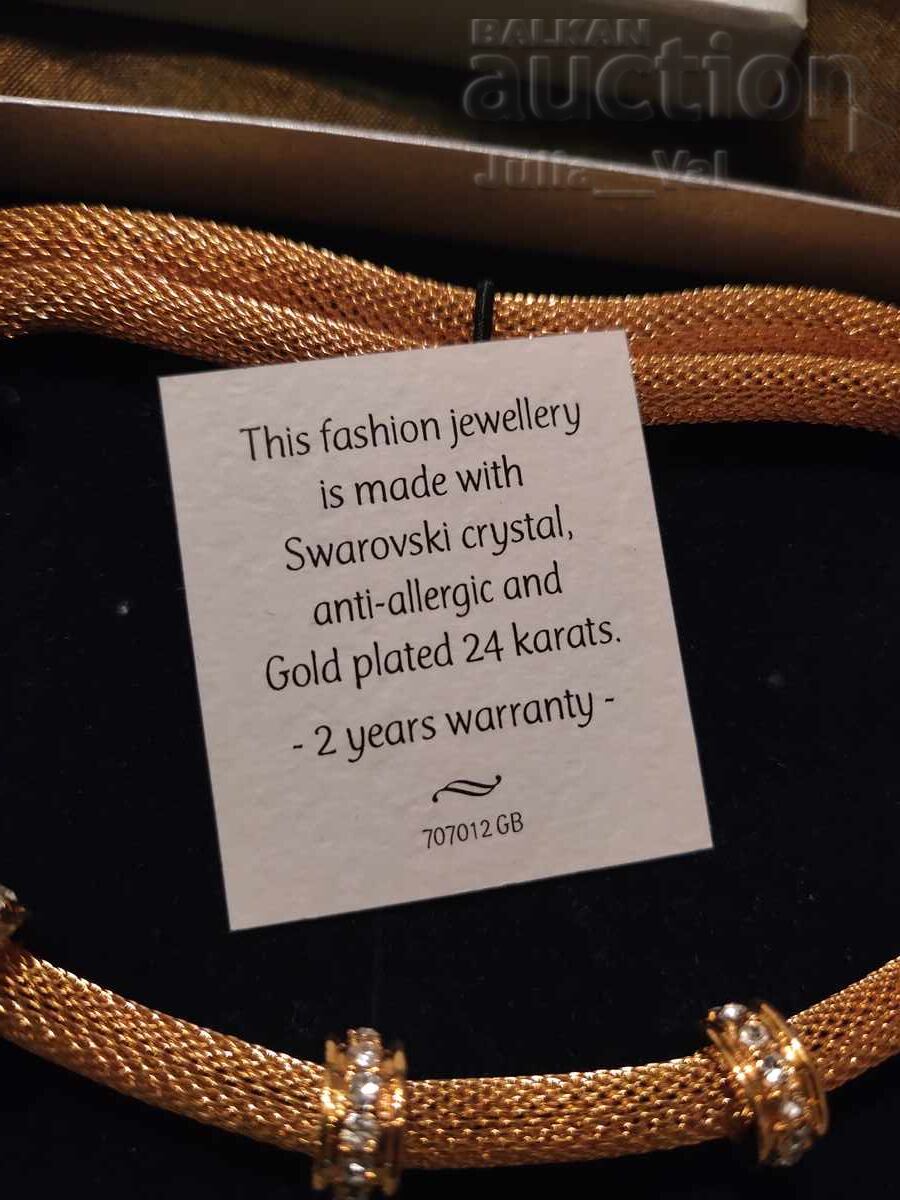 BALKAN
auction
Julia__Yal
This fashion jewellery
is made with
Swarovski crystal,
anti-allergic and
Gold plated 24 karats.
- 2 years warranty -
707012 GB